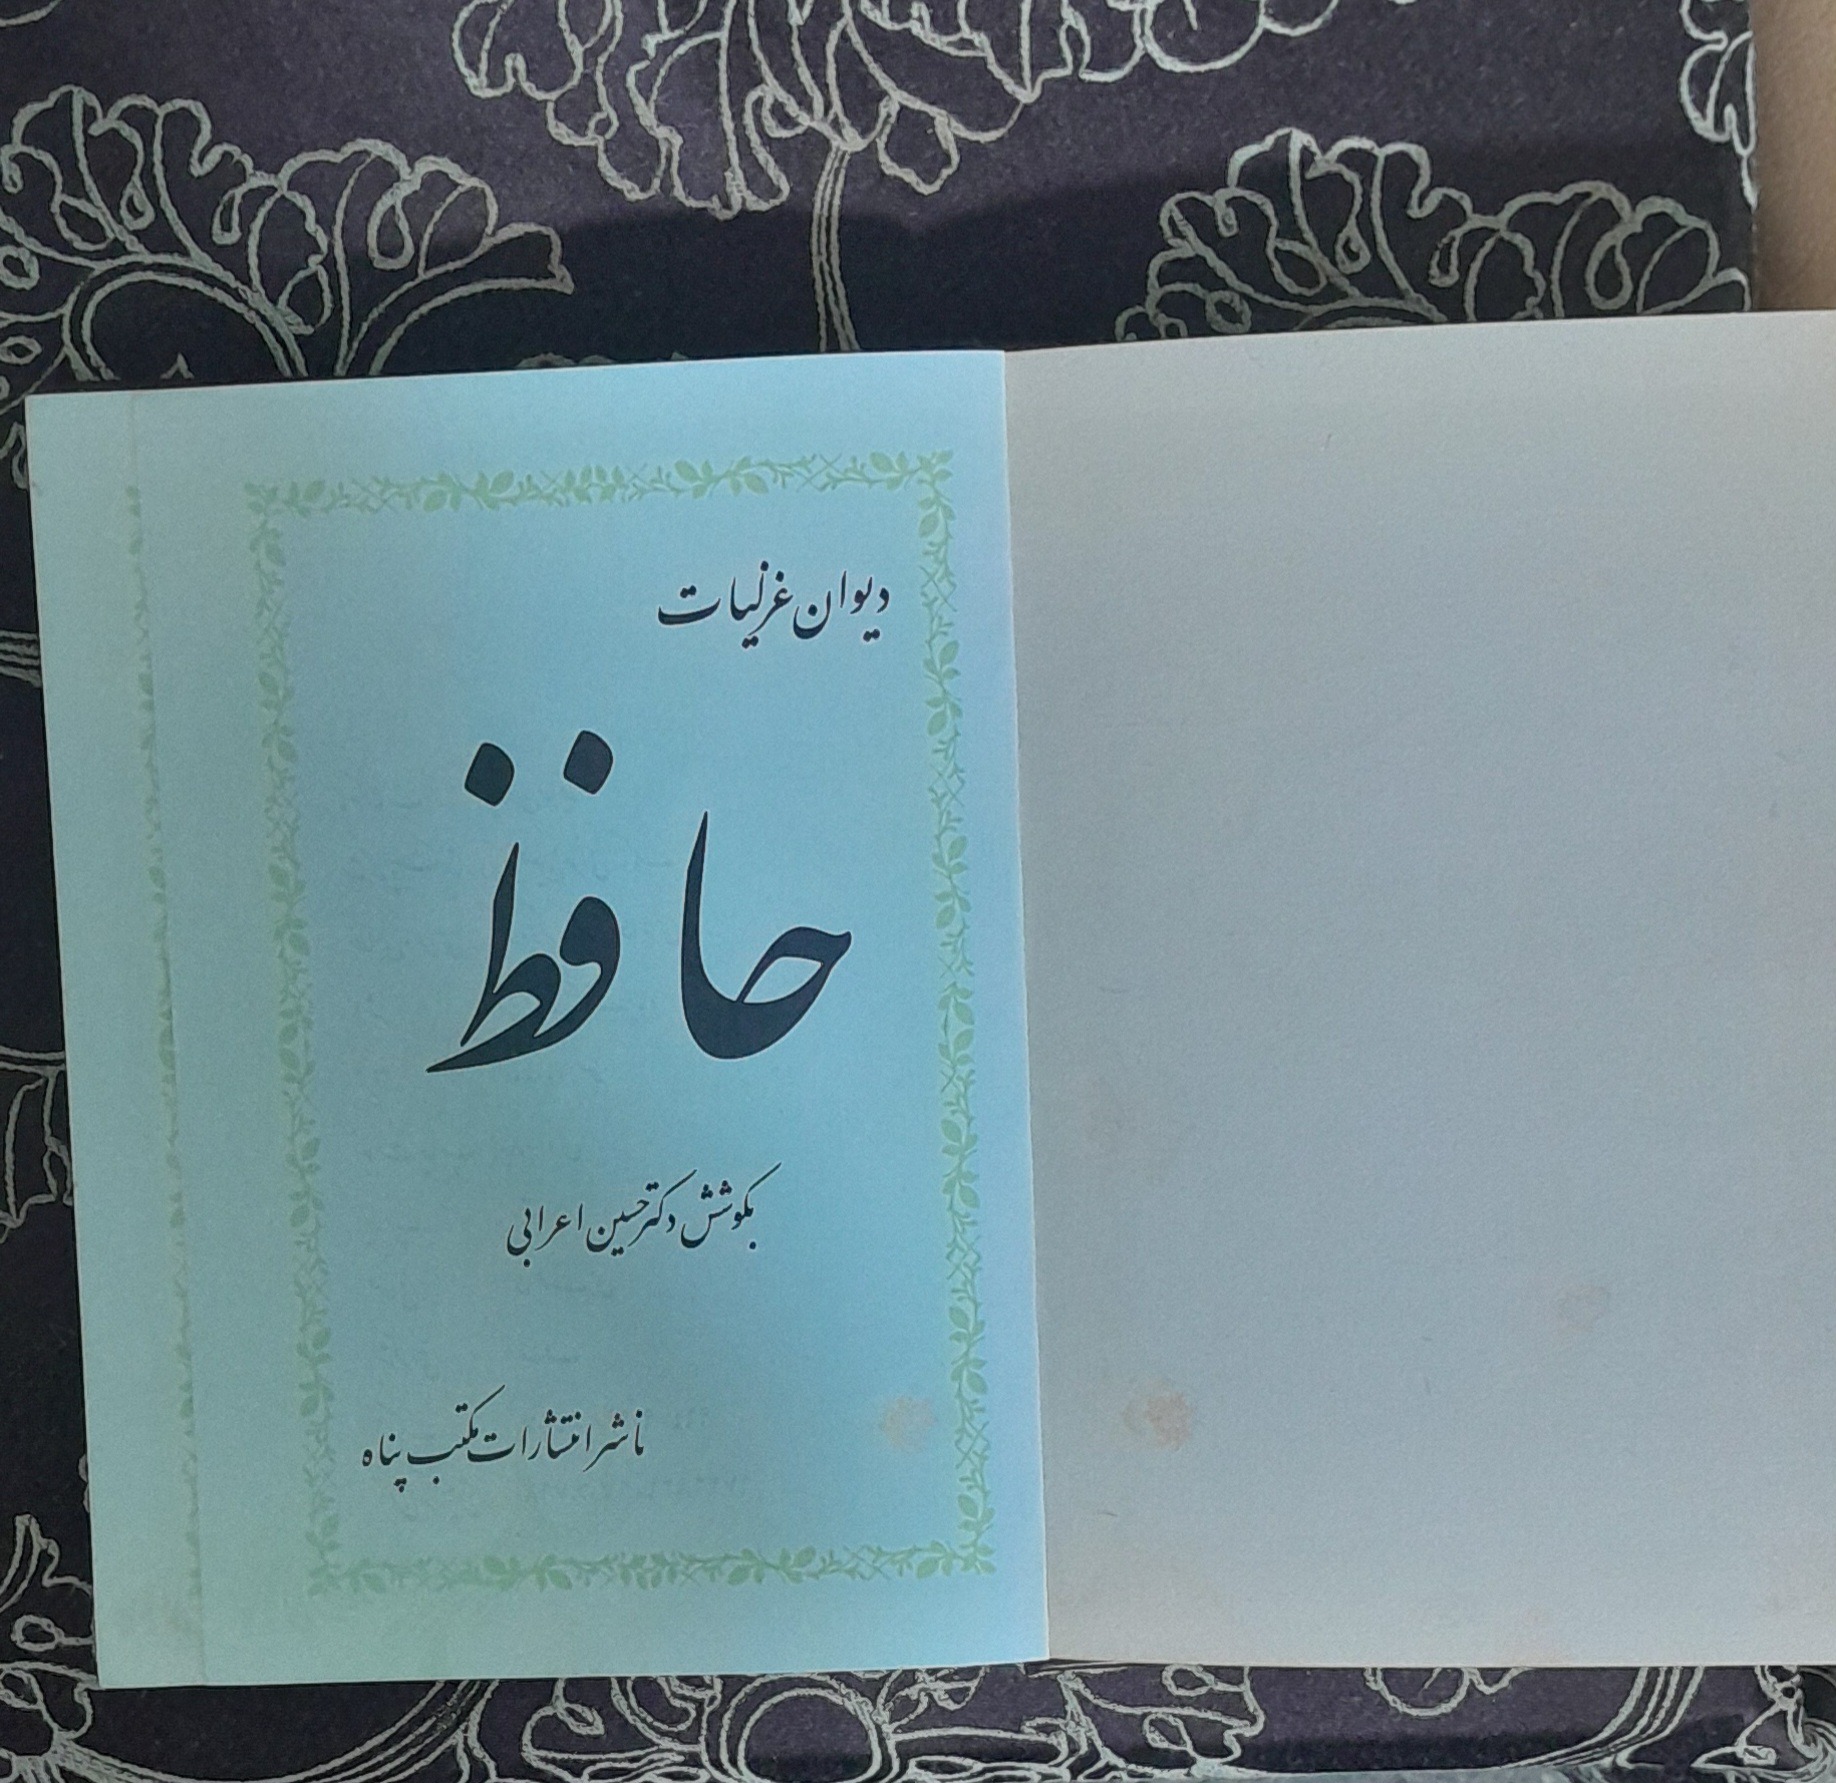 دیوان غزلیات
حافظ
بکوشش دکتر حسین اعرابی
ناشر انتشارات مکتب پناه